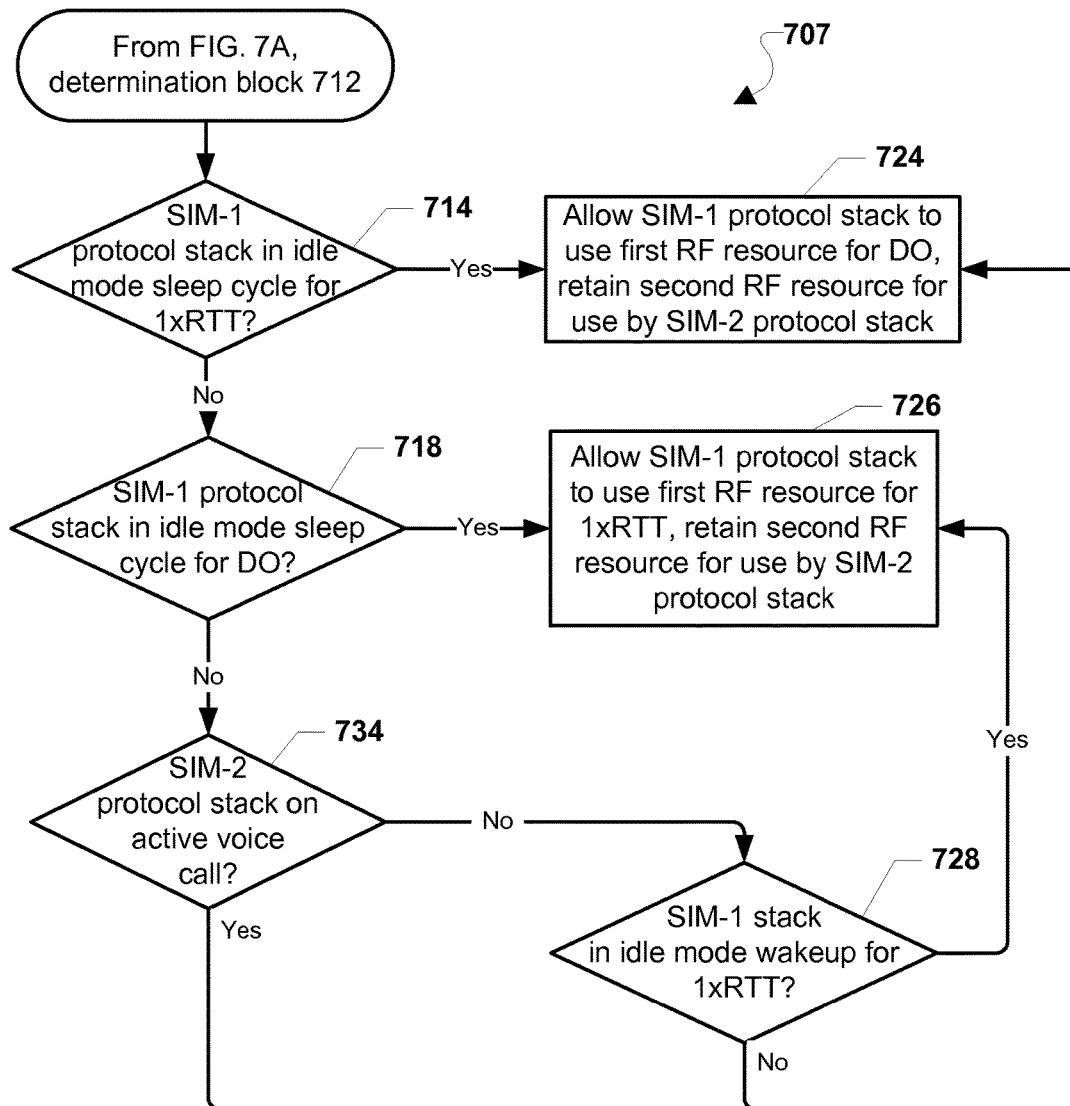 From FIG. 7A,
determination block 712
707
SIM-1
protocol stack in idle
mode sleep cycle for
1xRTT?
714
Yes
724
Allow SIM-1 protocol stack to
use first RF resource for DO,
retain second RF resource for
use by SIM-2 protocol stack
No
SIM-1 protocol
stack in idle mode sleep
cycle for DO?
718
Yes
726
Allow SIM-1 protocol stack
to use first RF resource for
1xRTT, retain second RF
resource for use by SIM-2
protocol stack
No
SIM-2
protocol stack on
active voice
call?
734
No
Yes
Yes
728
SIM-1 stack
in idle mode wakeup for
1xRTT?
No